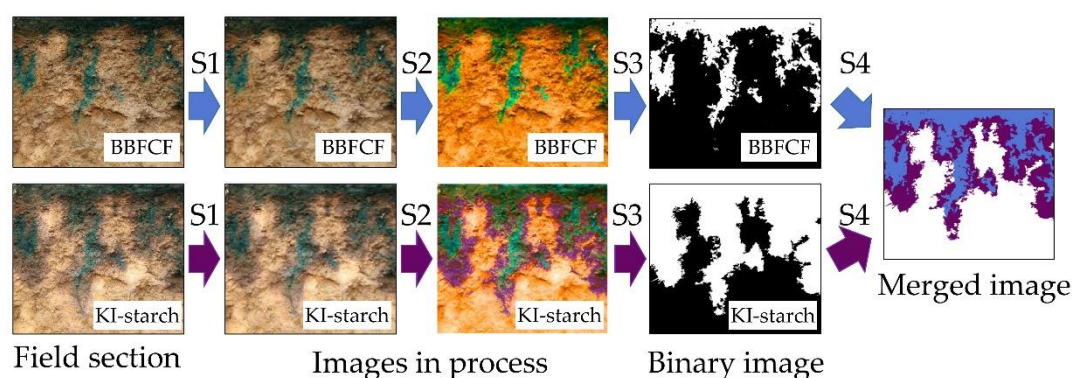 S1
S2
S3
S4
BBFCF
BBFCF
BBFCF
BBFCF
S1
S2
S3
S4
KI-starch
KI-starch
KI-starch
KI-starch
Merged image
Field section
Images in process
Binary image